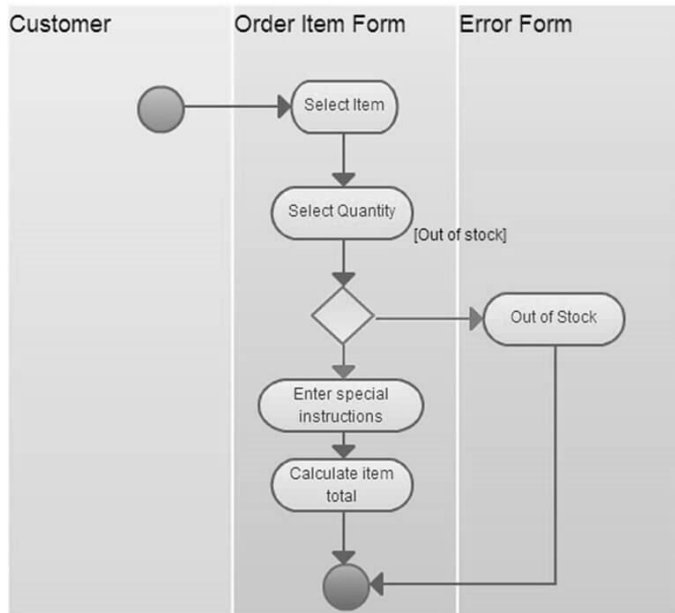 Customer
Order Item Form
Error Form
Select Item
Select Quantity
[Out of stock]
Out of Stock
Enter special
instructions
Calculate item
total